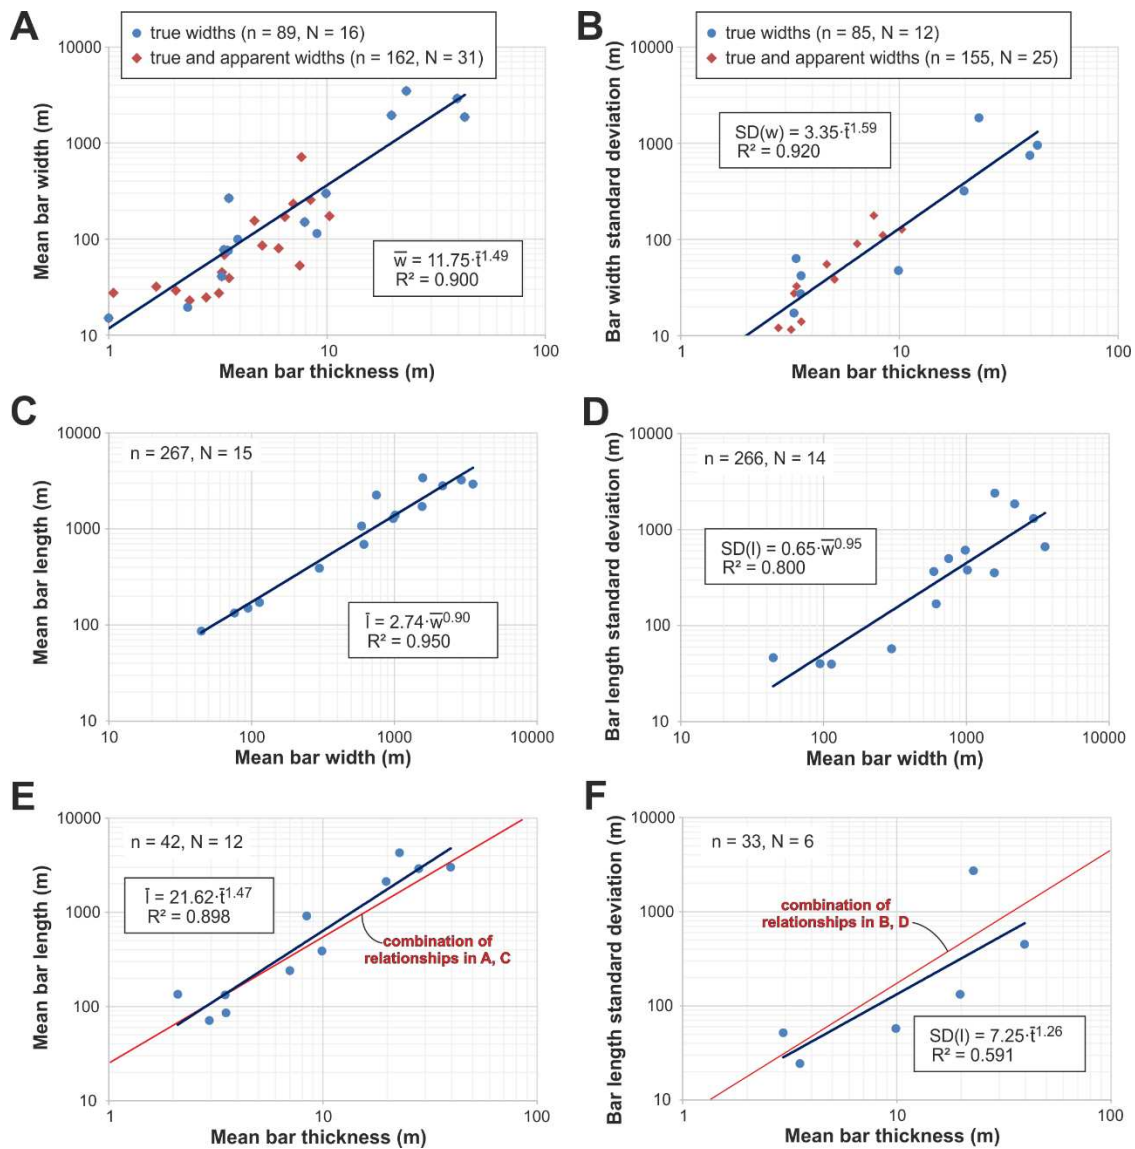 A
true widths (n = 89, N = 16)
true and apparent widths (n = 162, N = 31)
10000
1000
100
10
1
10
100
Mean bar width (m)
Mean bar thickness (m)
w̅ = 11.75·t̄^1.49
R² = 0.900
B
true widths (n = 85, N = 12)
true and apparent widths (n = 155, N = 25)
10000
1000
100
10
1
10
100
Bar width standard deviation (m)
Mean bar thickness (m)
SD(w) = 3.35·t̄^1.59
R² = 0.920
C
n = 267, N = 15
10000
1000
100
10
10
100
1000
10000
Mean bar length (m)
Mean bar width (m)
l̄ = 2.74·w̅^0.90
R² = 0.950
D
n = 266, N = 14
10000
1000
100
10
10
100
1000
10000
Bar length standard deviation (m)
Mean bar width (m)
SD(l) = 0.65·w̅^0.95
R² = 0.800
E
n = 42, N = 12
10000
1000
100
10
1
10
100
Mean bar length (m)
Mean bar thickness (m)
l̄ = 21.62·t̄^1.47
R² = 0.898
combination of
relationships in A, C
F
n = 33, N = 6
10000
1000
100
10
1
10
100
Bar length standard deviation (m)
Mean bar thickness (m)
combination of
relationships in B, D
SD(l) = 7.25·t̄^1.26
R² = 0.591